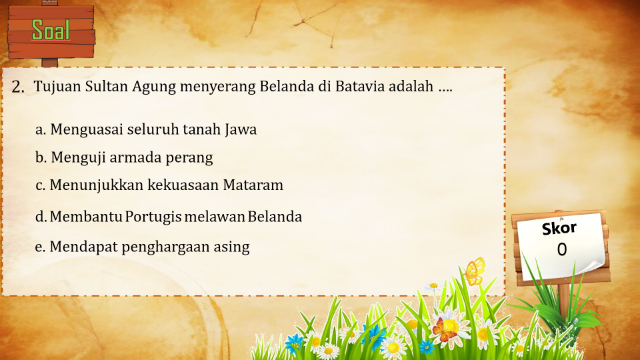 Soal
2. Tujuan Sultan Agung menyerang Belanda di Batavia adalah ....
a. Menguasai seluruh tanah Jawa
b. Menguji armada perang
c. Menunjukkan kekuasaan Mataram
d. Membantu Portugis melawan Belanda
e. Mendapat penghargaan asing
Skor
0